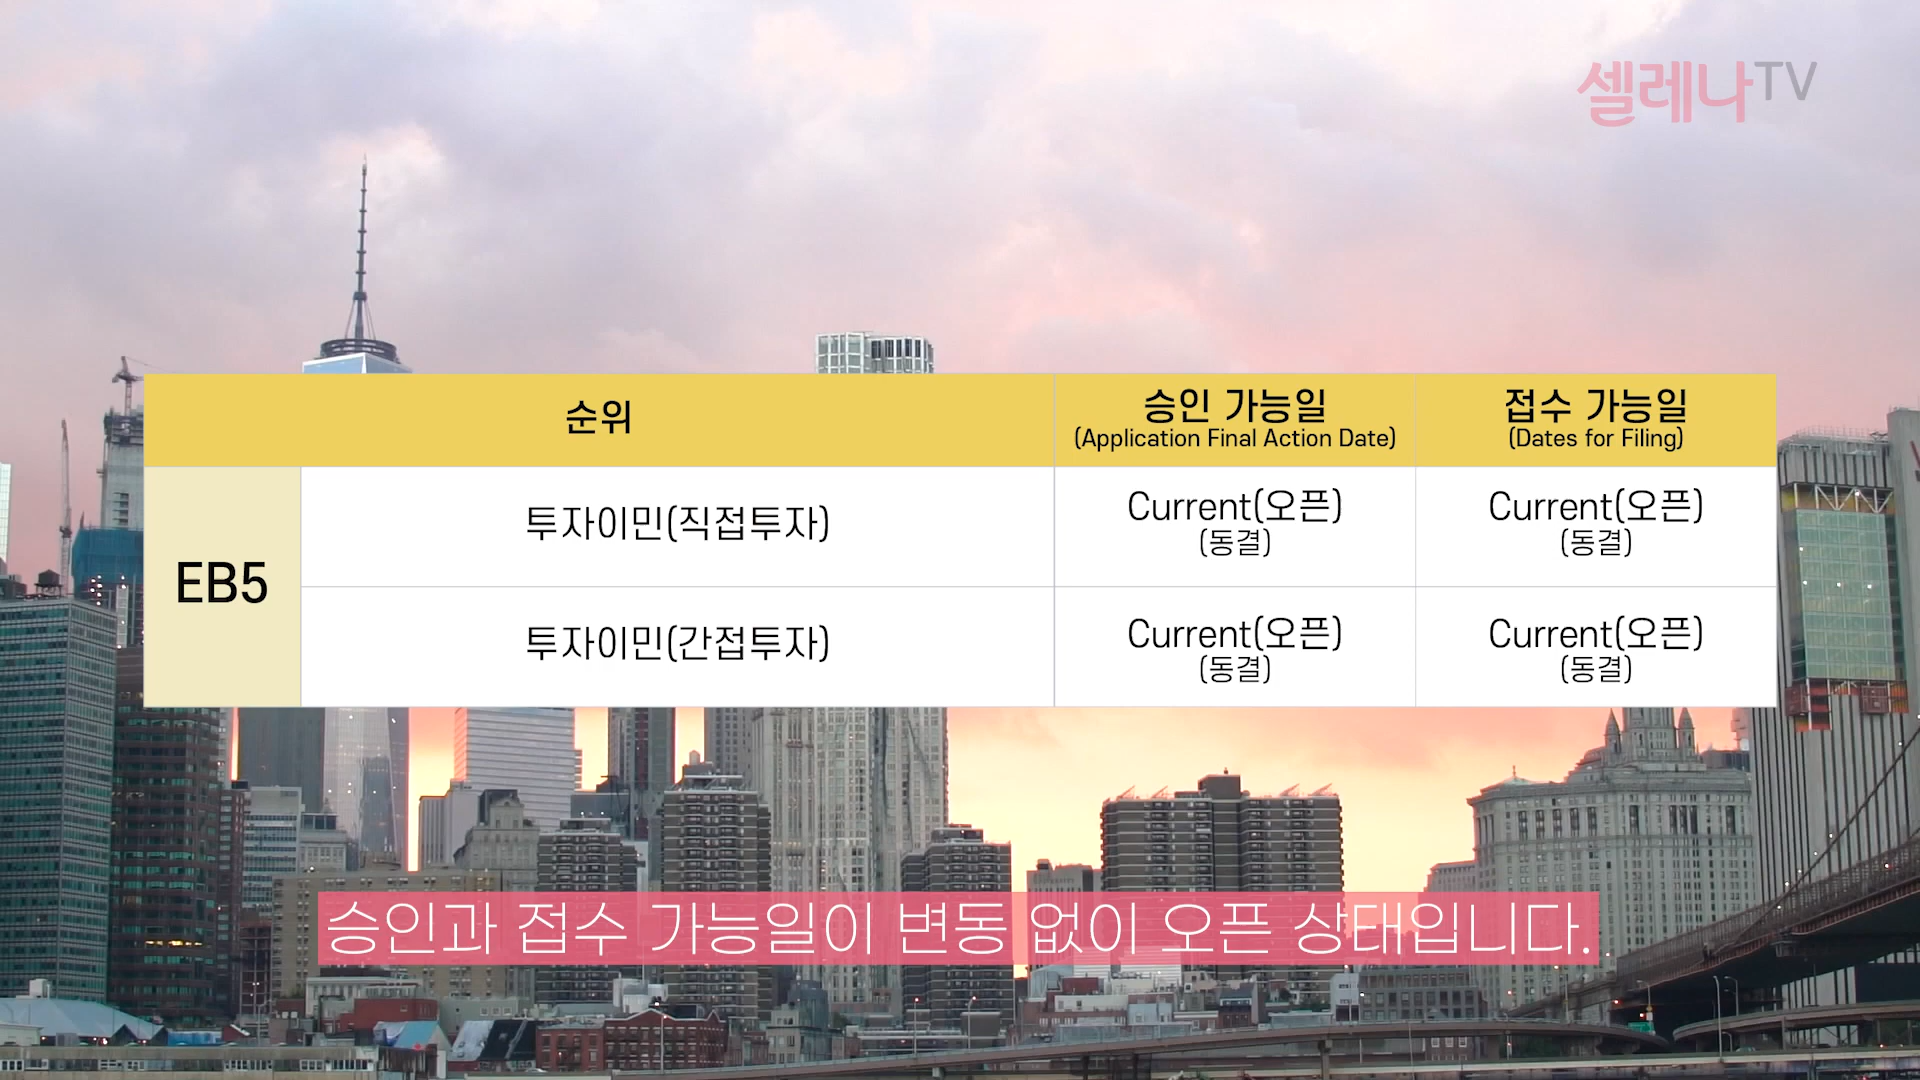 셀레나TV
순위
승인 가능일
(Application Final Action Date)
접수 가능일
(Dates for Filing)
EB5
투자이민(직접투자)
Current(오픈)
(동결)
Current(오픈)
(동결)
투자이민(간접투자)
Current(오픈)
(동결)
Current(오픈)
(동결)
승인과 접수 가능일이 변동 없이 오픈 상태입니다.